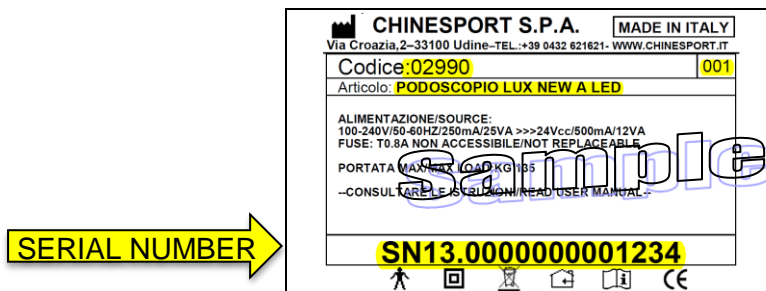 CHINESPORT S.P.A. MADE IN ITALY
Via Croazia,2–33100 Udine–TEL.:+39 0432 621621- WWW.CHINESPORT.IT
Codice:02990 001
Articolo: PODOSCOPIO LUX NEW A LED
ALIMENTAZIONE/SOURCE:
100-240V/50-60HZ/250mA/25VA >>>24Vcc/500mA/12VA
FUSE: T0.8A NON ACCESSIBILE/NOT REPLACEABLE
PORTATA MAX/MAX LOAD:KG 135
Sample
--CONSULTARE LE ISTRUZIONI/READ USER MANUAL--
SERIAL NUMBER
SN13.0000000001234
CE